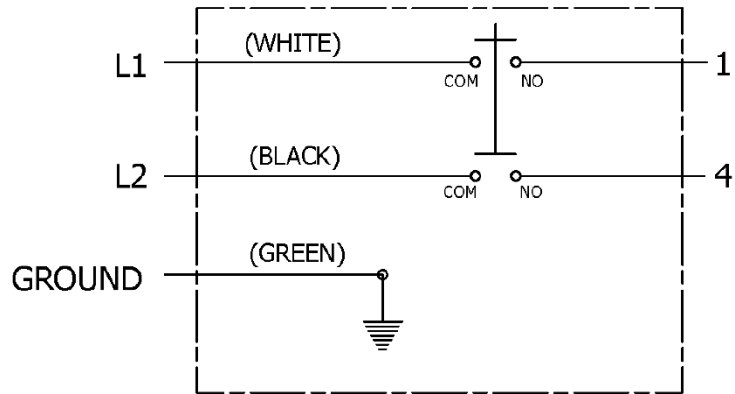 L1 (WHITE) COM NO 1
L2 (BLACK) COM NO 4
GROUND (GREEN)